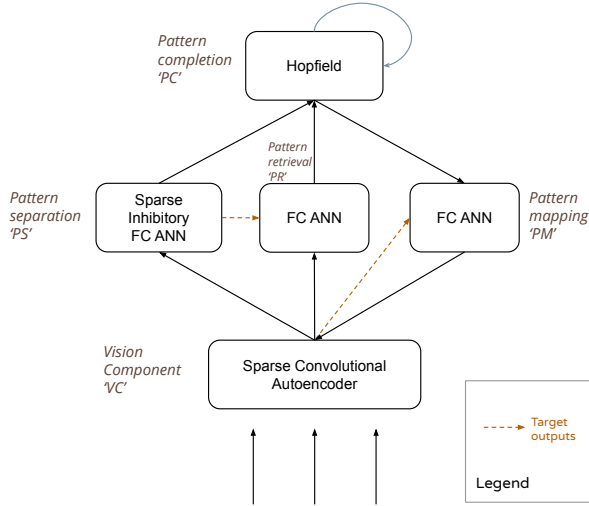 Pattern
completion
'PC'
Hopfield
Pattern
retrieval
'PR'
Pattern
separation
'PS'
Sparse
Inhibitory
FC ANN
FC ANN
FC ANN
Pattern
mapping
'PM'
Vision
Component
'VC'
Sparse Convolutional
Autoencoder
Target
outputs
Legend